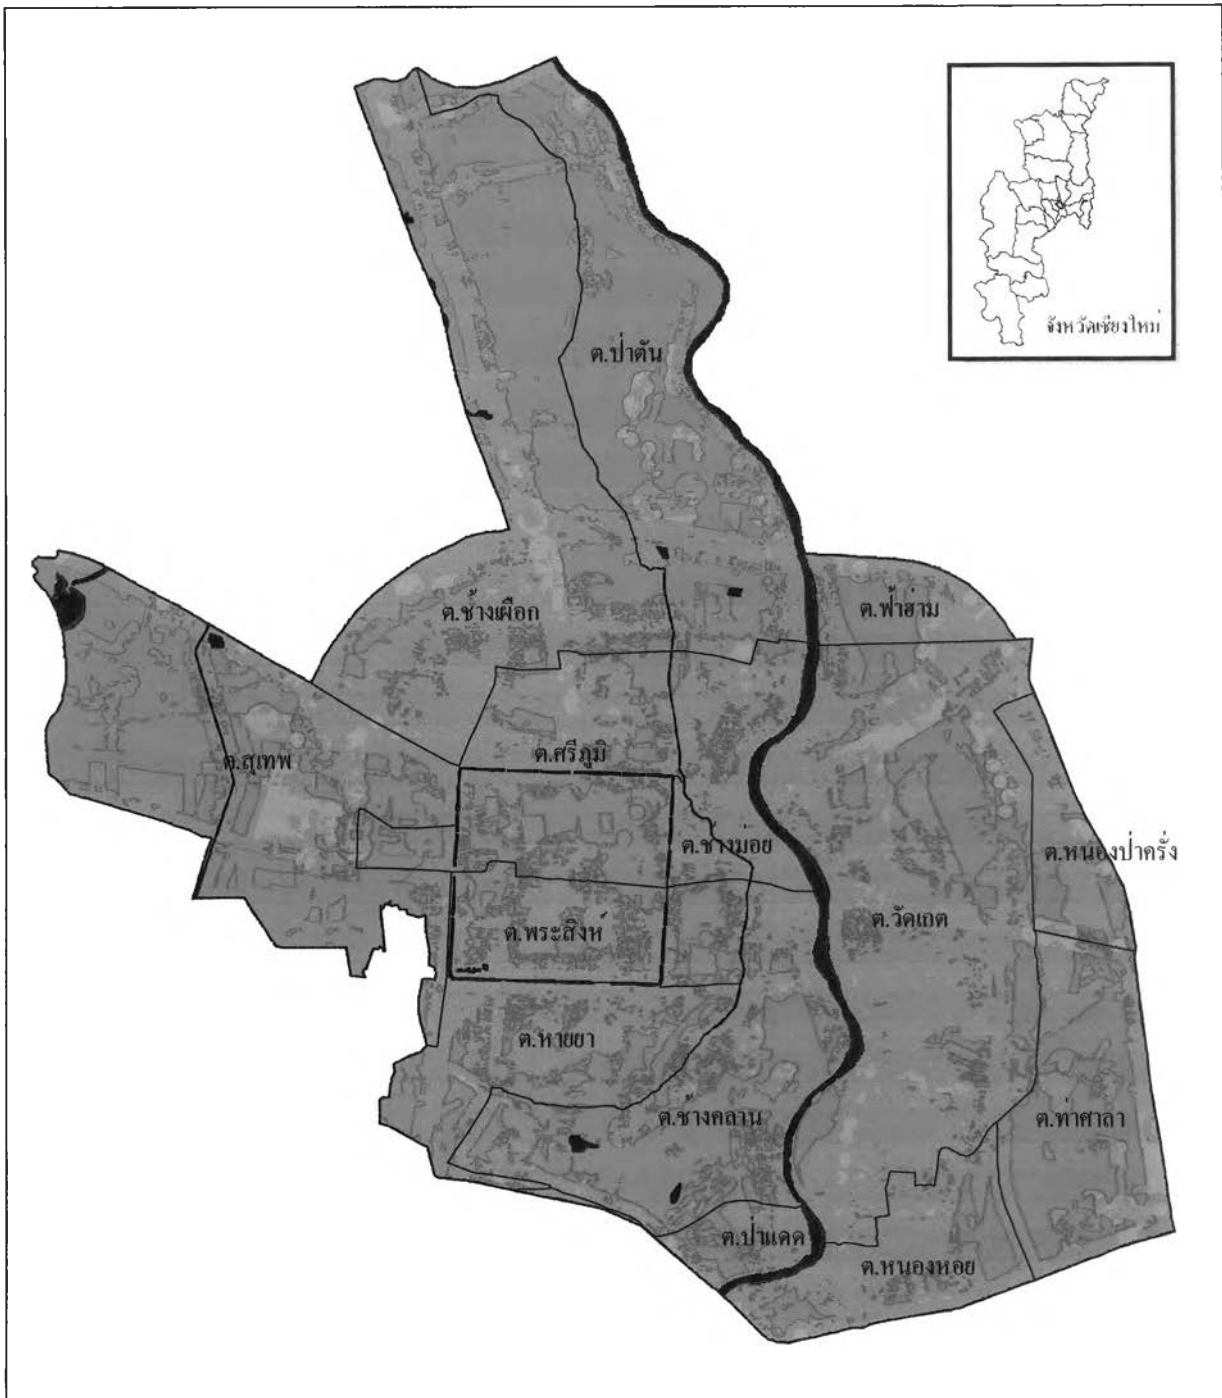 จังหวัดเชียงใหม่
ต.ป่าตัน
ต.ช้างเผือก
ต.ฟ้าฮ่าม
ต.ศรีภูมิ
ต.สุเทพ
ต.ช้างม่อย
ต.หนองป่าครั่ง
ต.วัดเกต
ต.พระสิงห์
ต.หายยา
ต.ช้างคลาน
ต.ท่าศาลา
ต.ป่าแดด
ต.หนองหอย